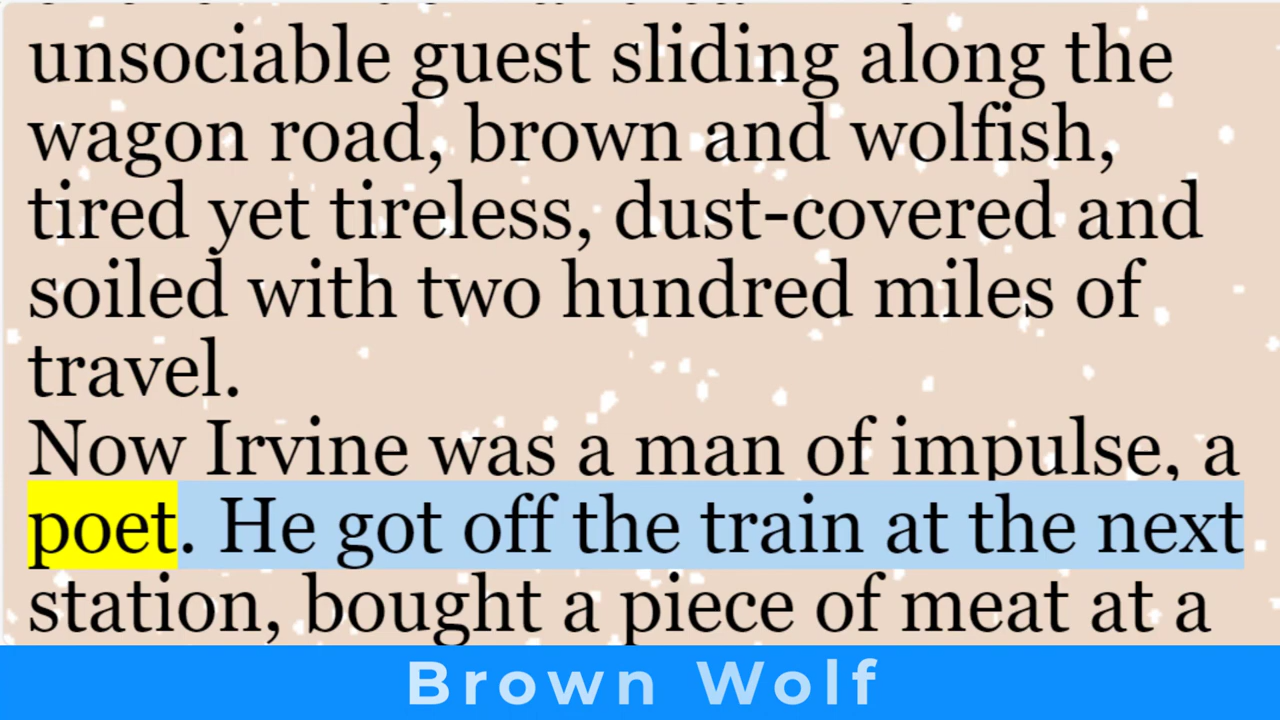 unsociable guest sliding along the
wagon road, brown and wolfish,
tired yet tireless, dust-covered and
soiled with two hundred miles of
travel.
Now Irvine was a man of impulse, a
poet. He got off the train at the next
station, bought a piece of meat at a
Brown Wolf